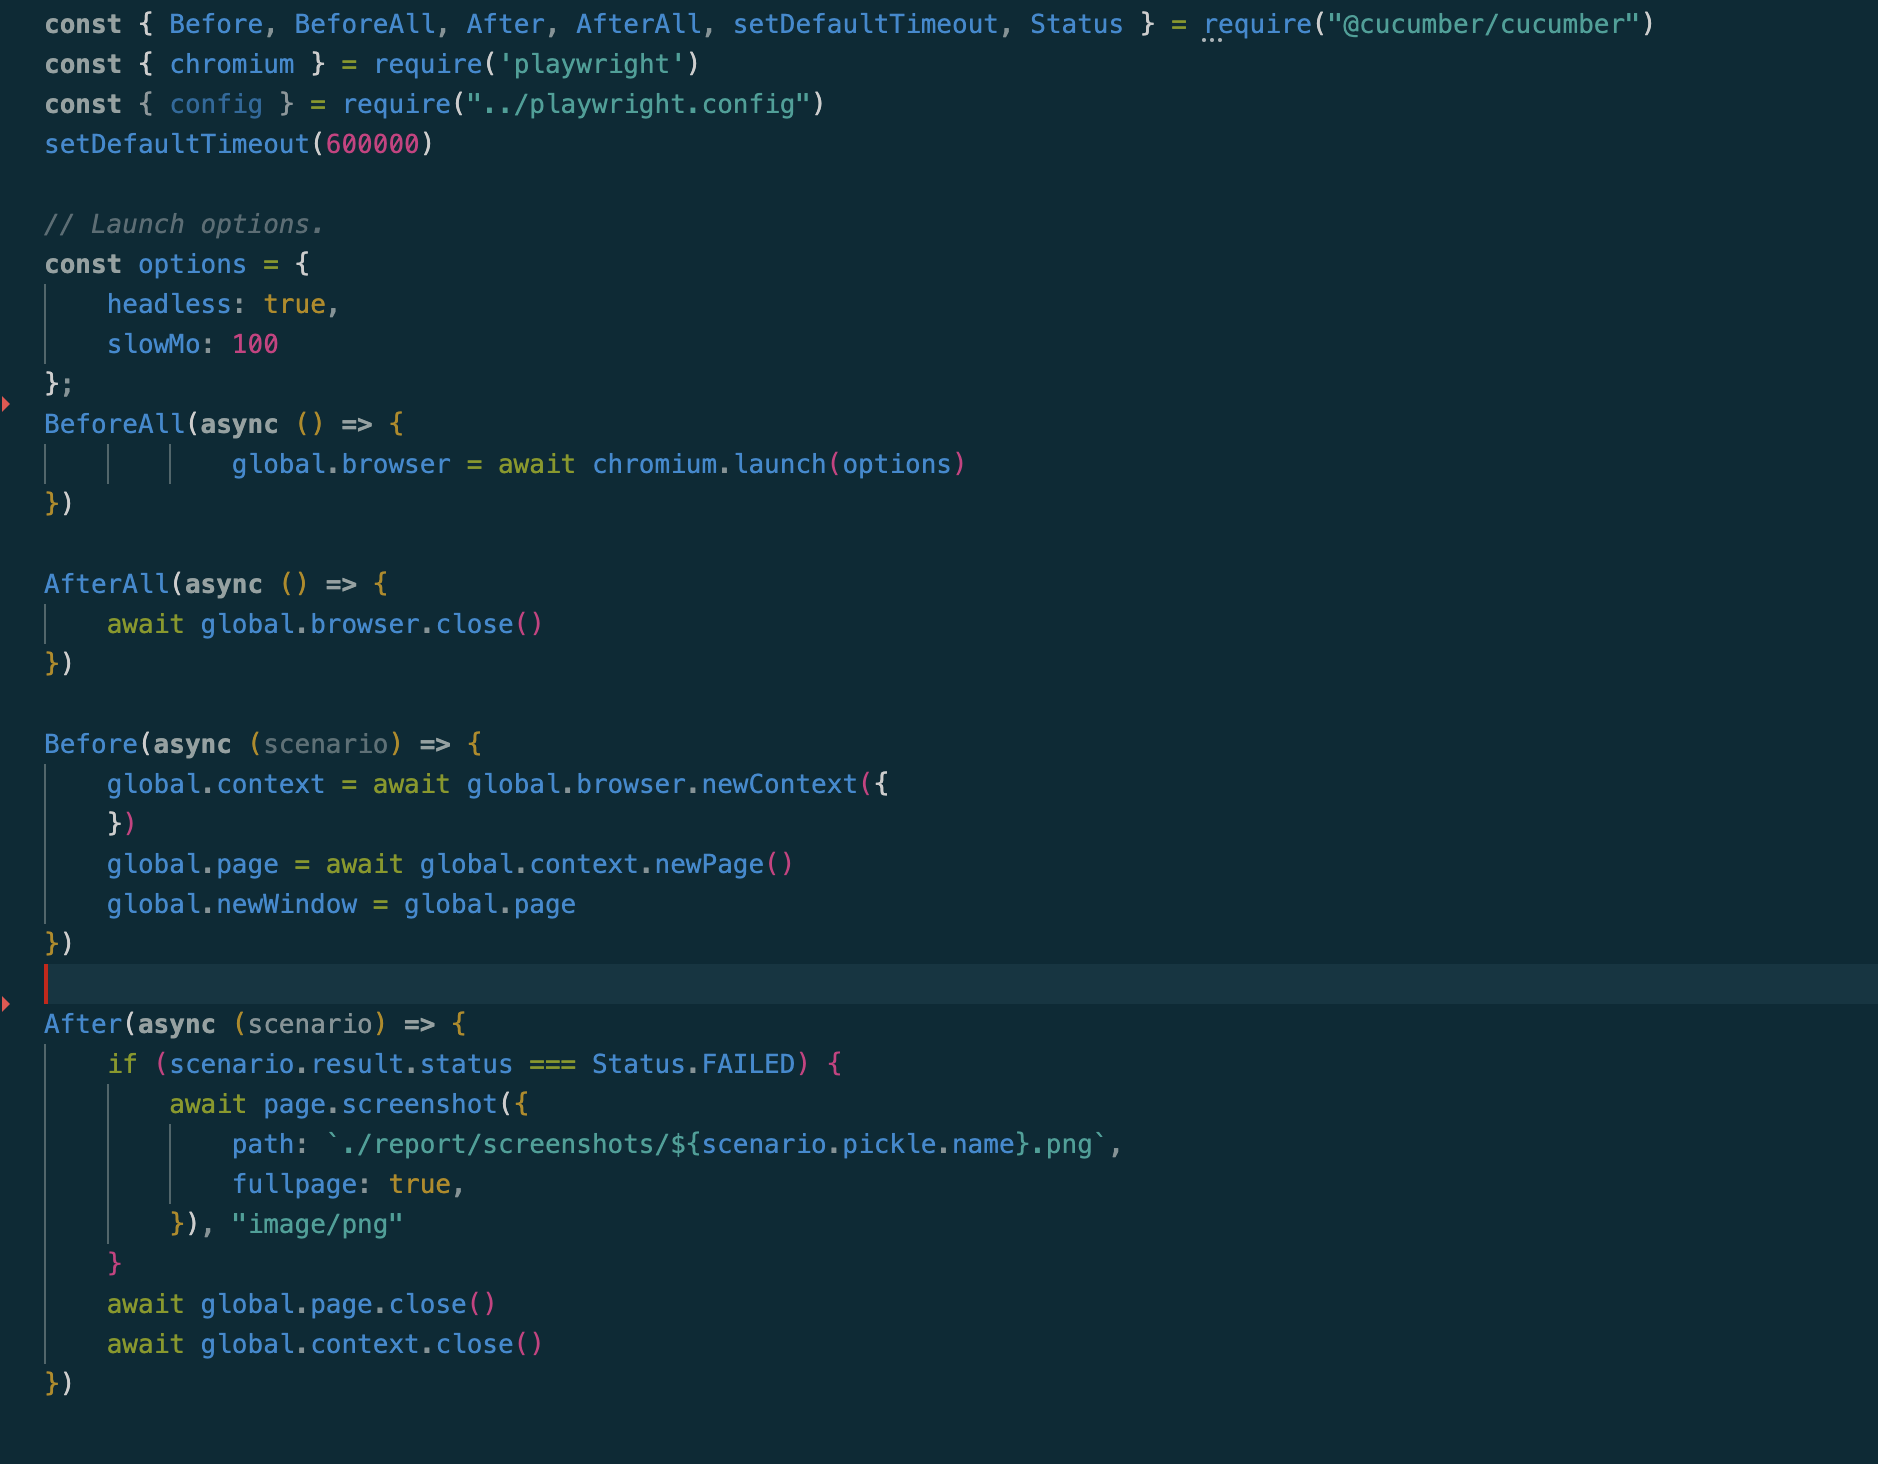 const { Before, BeforeAll, After, AfterAll, setDefaultTimeout, Status } = require("@cucumber/cucumber")
const { chromium } = require('playwright')
const { config } = require("../playwright.config")
setDefaultTimeout(600000)

// Launch options.
const options = {
    headless: true,
    slowMo: 100
};
BeforeAll(async () => {
            global.browser = await chromium.launch(options)
})

AfterAll(async () => {
    await global.browser.close()
})

Before(async (scenario) => {
    global.context = await global.browser.newContext({
    })
    global.page = await global.context.newPage()
    global.newWindow = global.page
})

After(async (scenario) => {
    if (scenario.result.status === Status.FAILED) {
        await page.screenshot({
            path: `./report/screenshots/${scenario.pickle.name}.png`,
            fullpage: true,
        }), "image/png"
    }
    await global.page.close()
    await global.context.close()
})